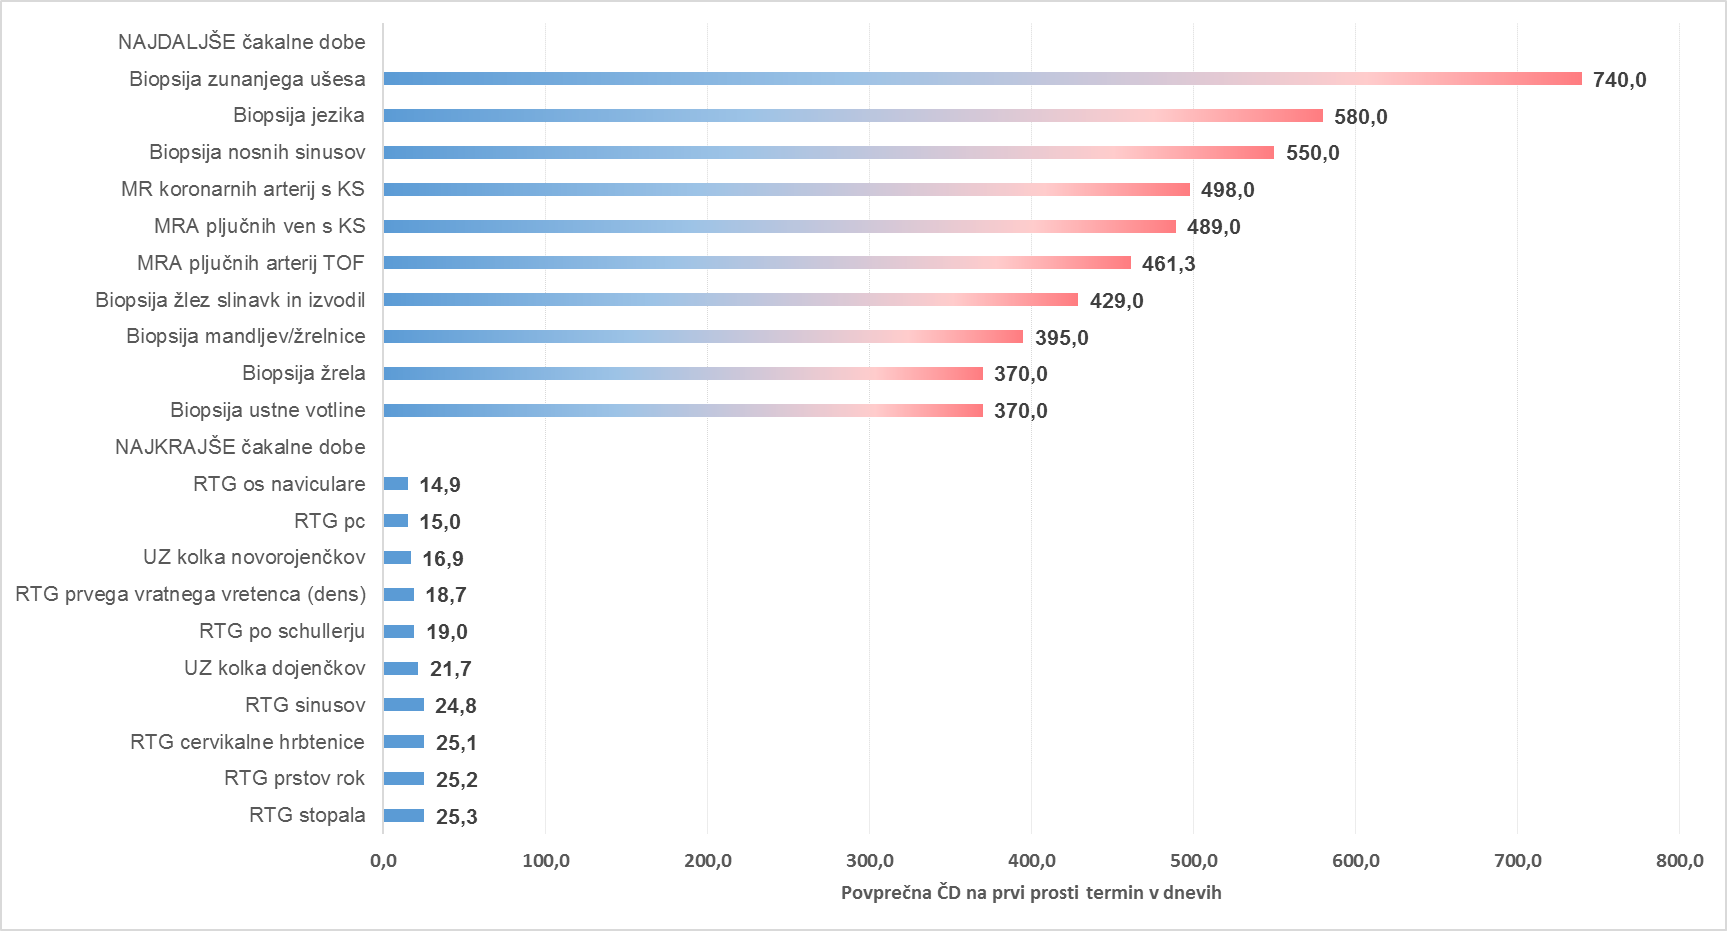 NAJDALJŠE čakalne dobe
Biopsija zunanjega ušesa 740,0
Biopsija jezika 580,0
Biopsija nosnih sinusov 550,0
MR koronarnih arterij s KS 498,0
MRA pljučnih ven s KS 489,0
MRA pljučnih arterij TOF 461,3
Biopsija žlez slinavk in izvodil 429,0
Biopsija mandljev/žrelnice 395,0
Biopsija žrela 370,0
Biopsija ustne votline 370,0
NAJKRAJŠE čakalne dobe
RTG os naviculare 14,9
RTG pc 15,0
UZ kolka novorojenčkov 16,9
RTG prvega vratnega vretenca (dens) 18,7
RTG po schullerju 19,0
UZ kolka dojenčkov 21,7
RTG sinusov 24,8
RTG cervikalne hrbtenice 25,1
RTG prstov rok 25,2
RTG stopala 25,3
0,0 100,0 200,0 300,0 400,0 500,0 600,0 700,0 800,0
Povprečna ČD na prvi prosti termin v dnevih